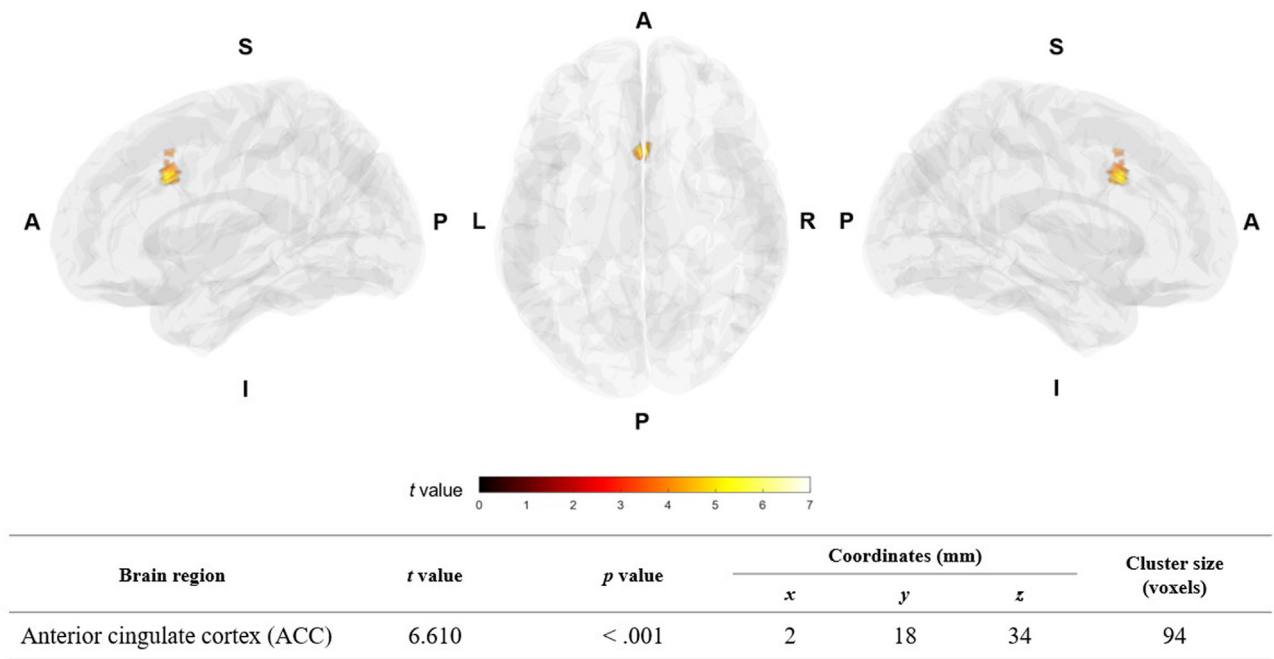 A
S S
A P L R P A
I I
P
t value
0 1 2 3 4 5 6 7
Brain region t value p value Coordinates (mm) Cluster size
(voxels)
x y z
Anterior cingulate cortex (ACC) 6.610 < .001 2 18 34 94